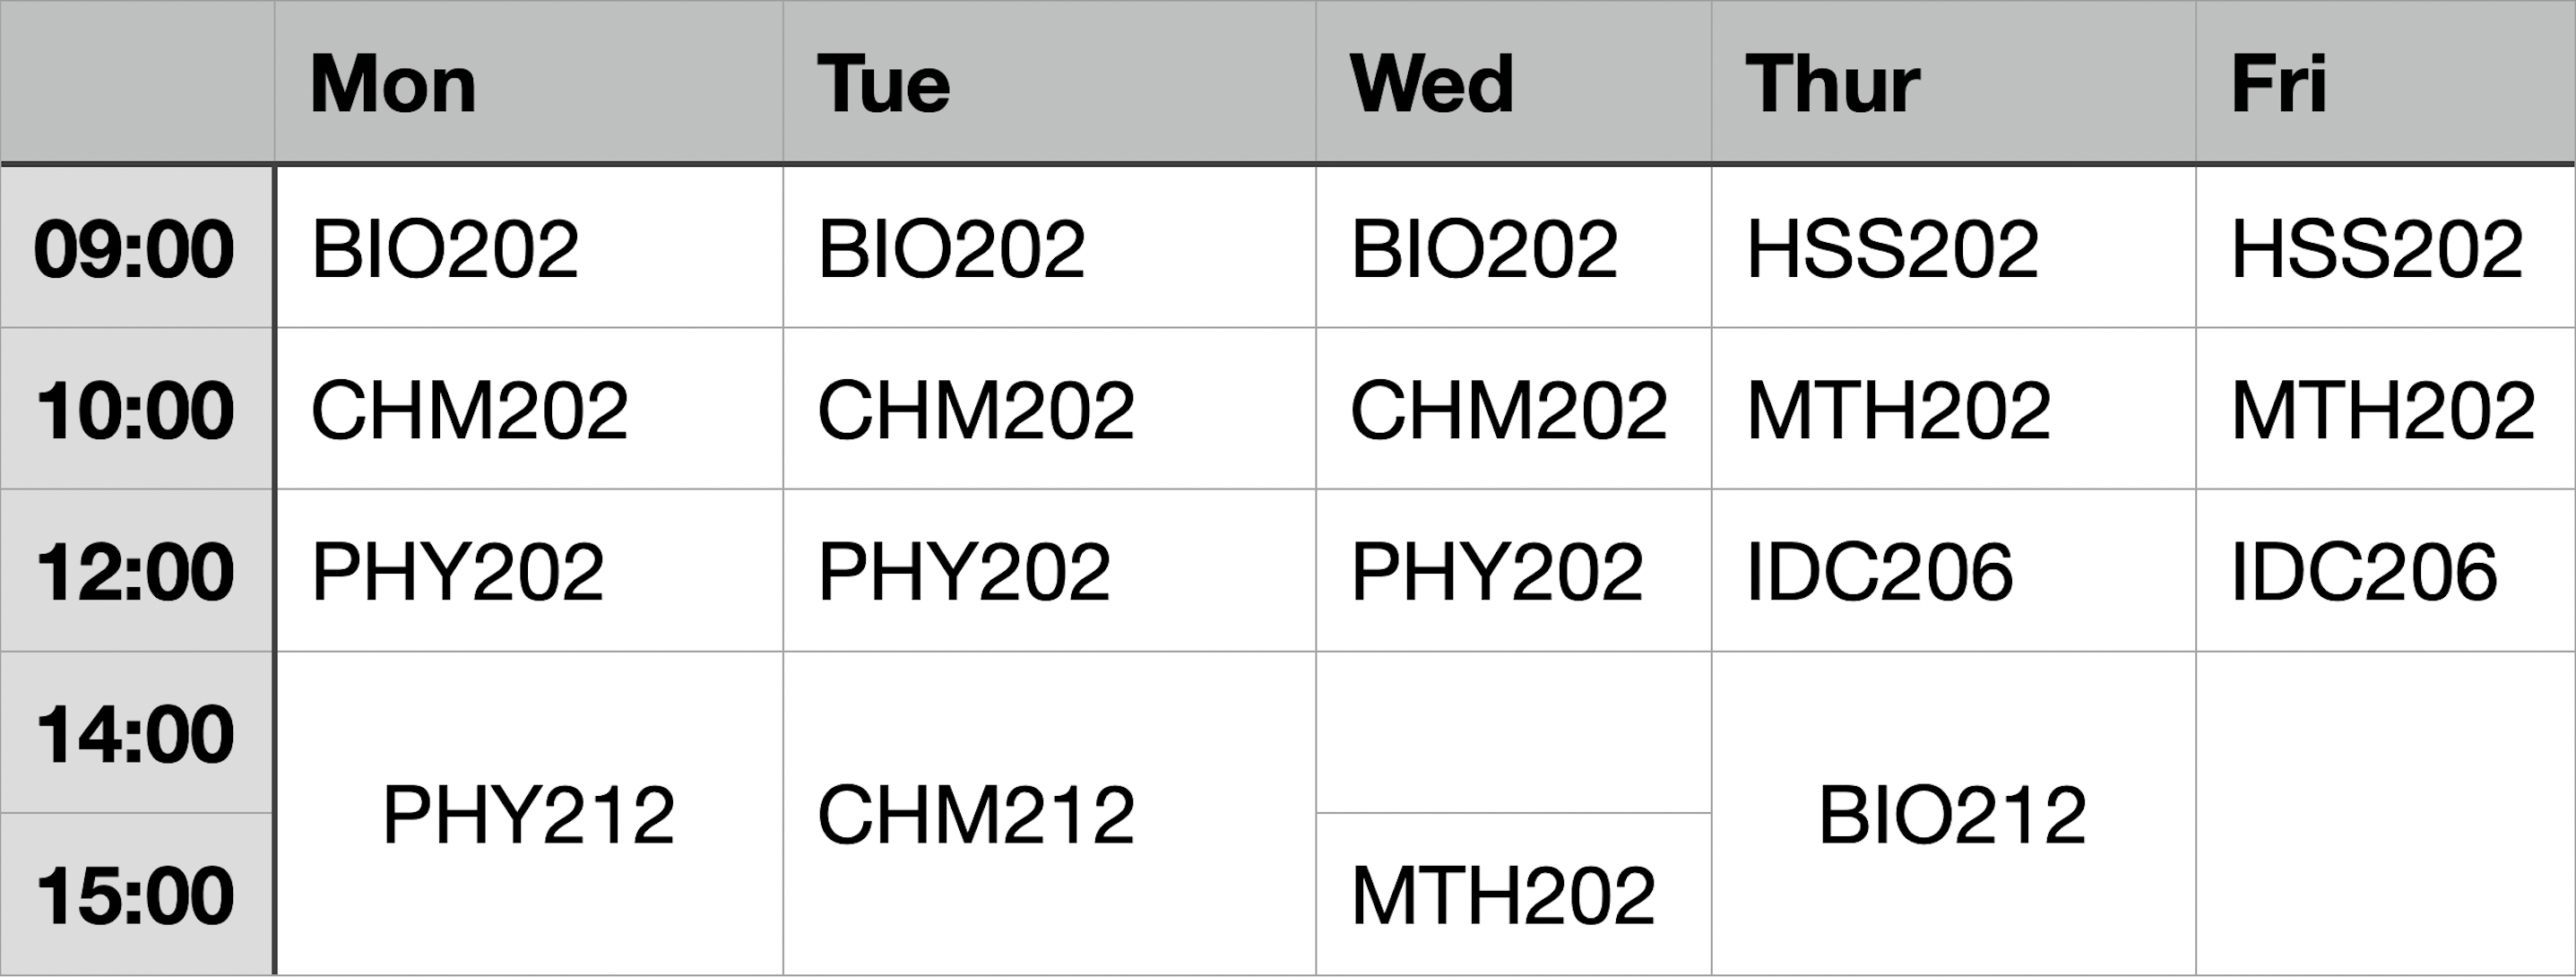 Mon Tue Wed Thur Fri
09:00 BIO202 BIO202 BIO202 HSS202 HSS202
10:00 CHM202 CHM202 CHM202 MTH202 MTH202
12:00 PHY202 PHY202 PHY202 IDC206 IDC206
14:00
PHY212 CHM212 BIO212
15:00 MTH202